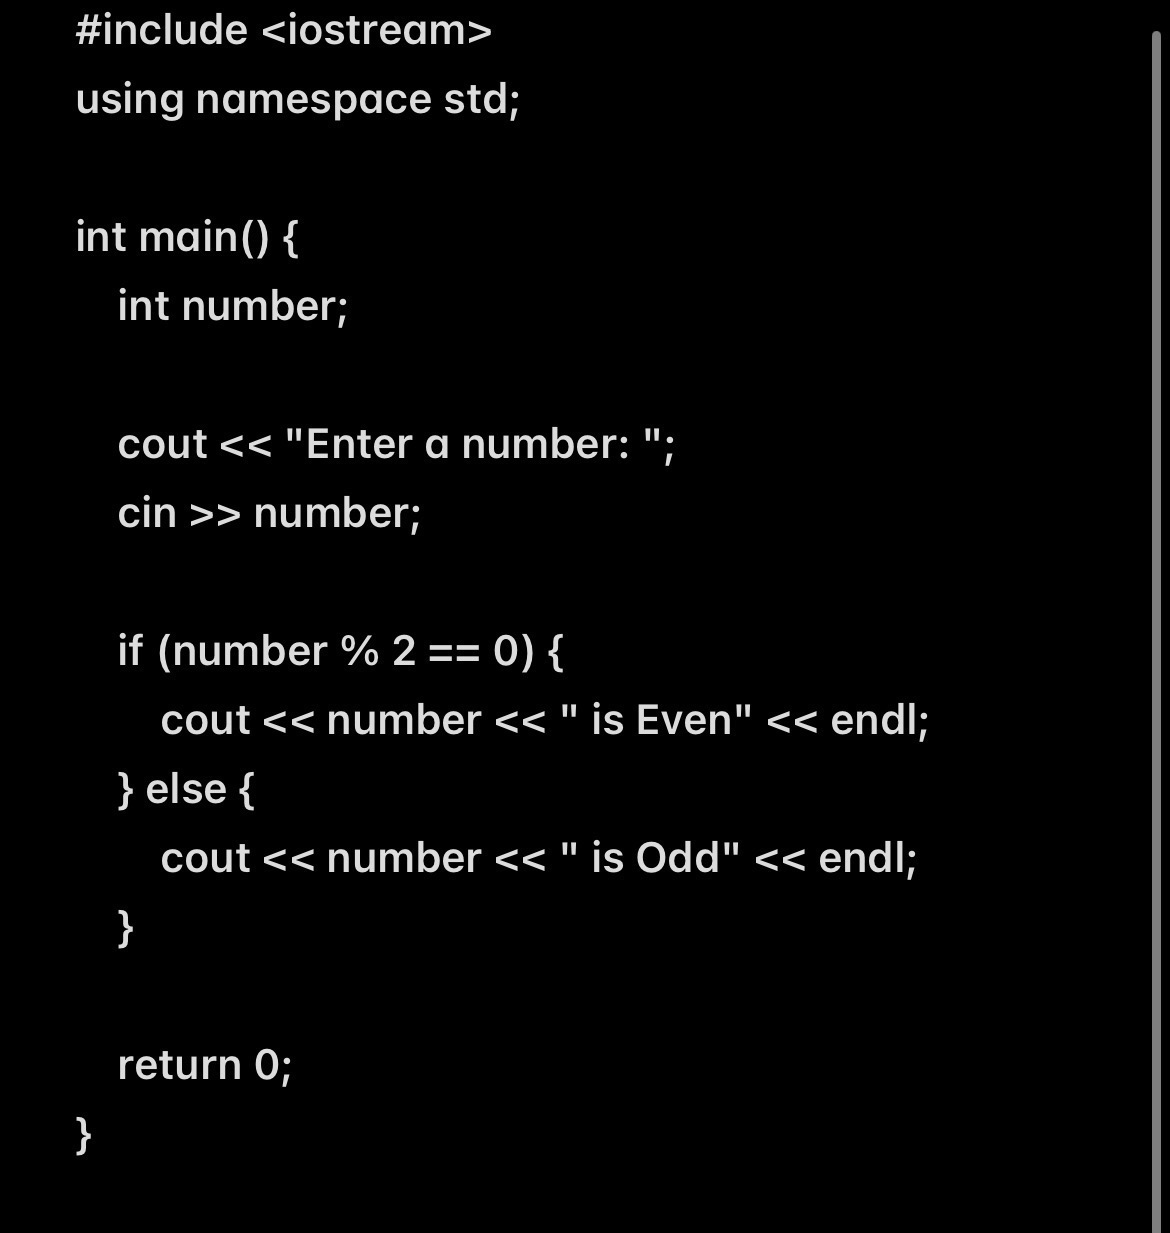 #include <iostream>
using namespace std;
int main() {
int number;
cout << "Enter a number: ";
cin >> number;
if (number % 2 == 0) {
cout << number << " is Even" << endl;
} else {
cout << number << " is Odd" << endl;
}
return 0;
}